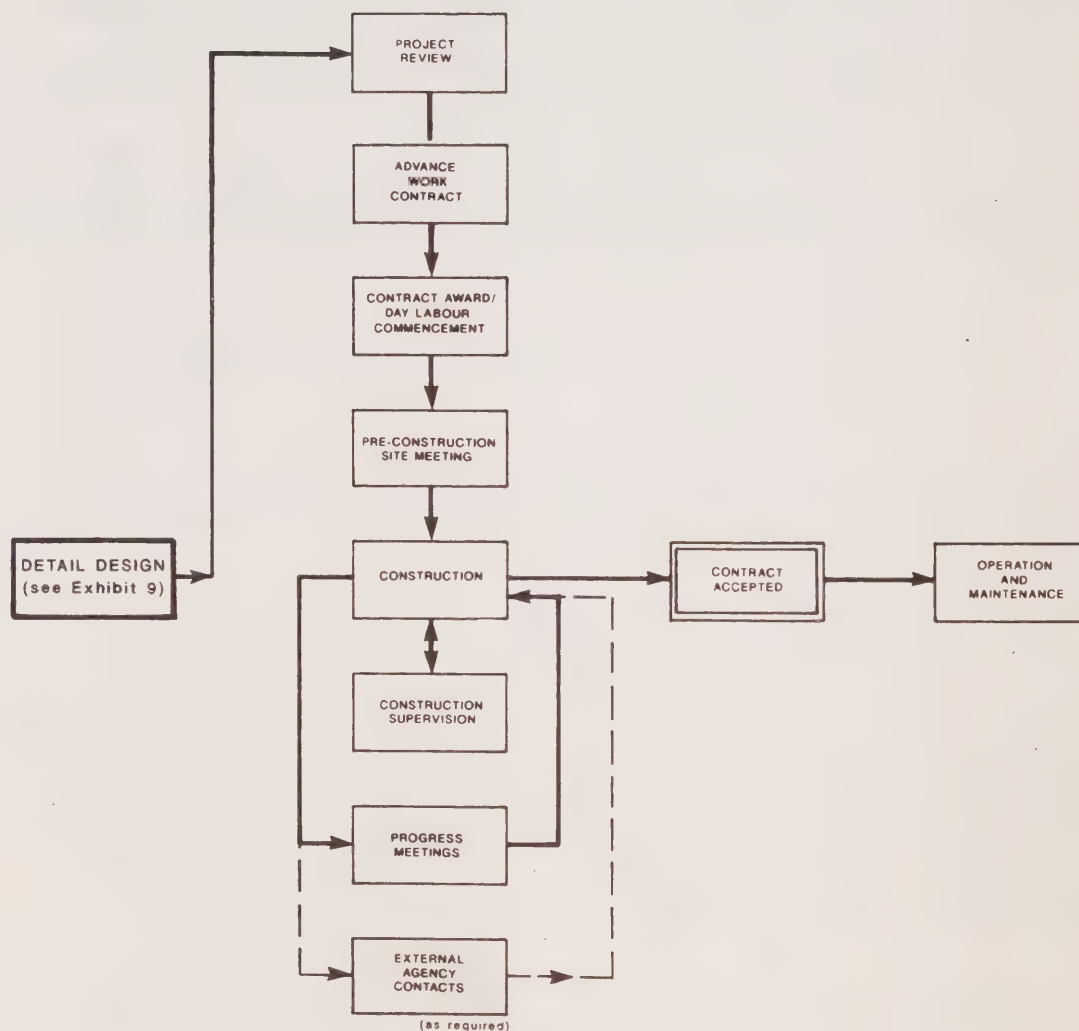 PROJECT
REVIEW
ADVANCE
WORK
CONTRACT
CONTRACT AWARD/
DAY LABOUR
COMMENCEMENT
PRE-CONSTRUCTION
SITE MEETING
DETAIL DESIGN
(see Exhibit 9)
CONSTRUCTION
CONTRACT
ACCEPTED
OPERATION
AND
MAINTENANCE
CONSTRUCTION
SUPERVISION
PROGRESS
MEETINGS
EXTERNAL
AGENCY
CONTACTS
(as required)